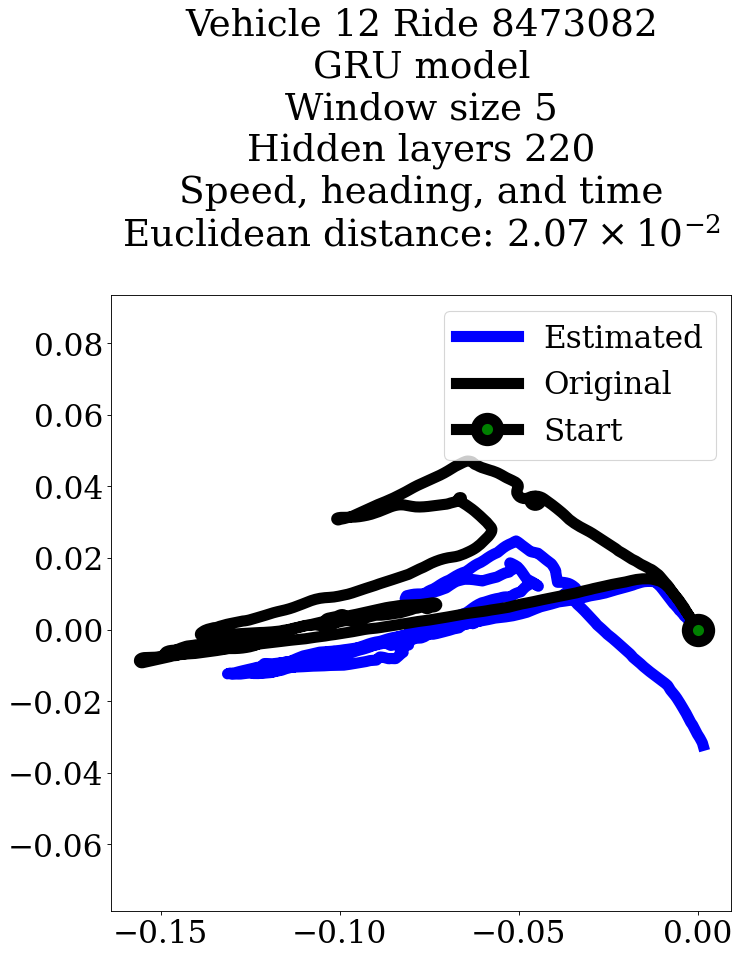 Vehicle 12 Ride 8473082
GRU model
Window size 5
Hidden layers 220
Speed, heading, and time
Euclidean distance: 2.07 × 10⁻²
Estimated
Original
Start
0.08
0.06
0.04
0.02
0.00
−0.02
−0.04
−0.06
−0.15 −0.10 −0.05 0.00